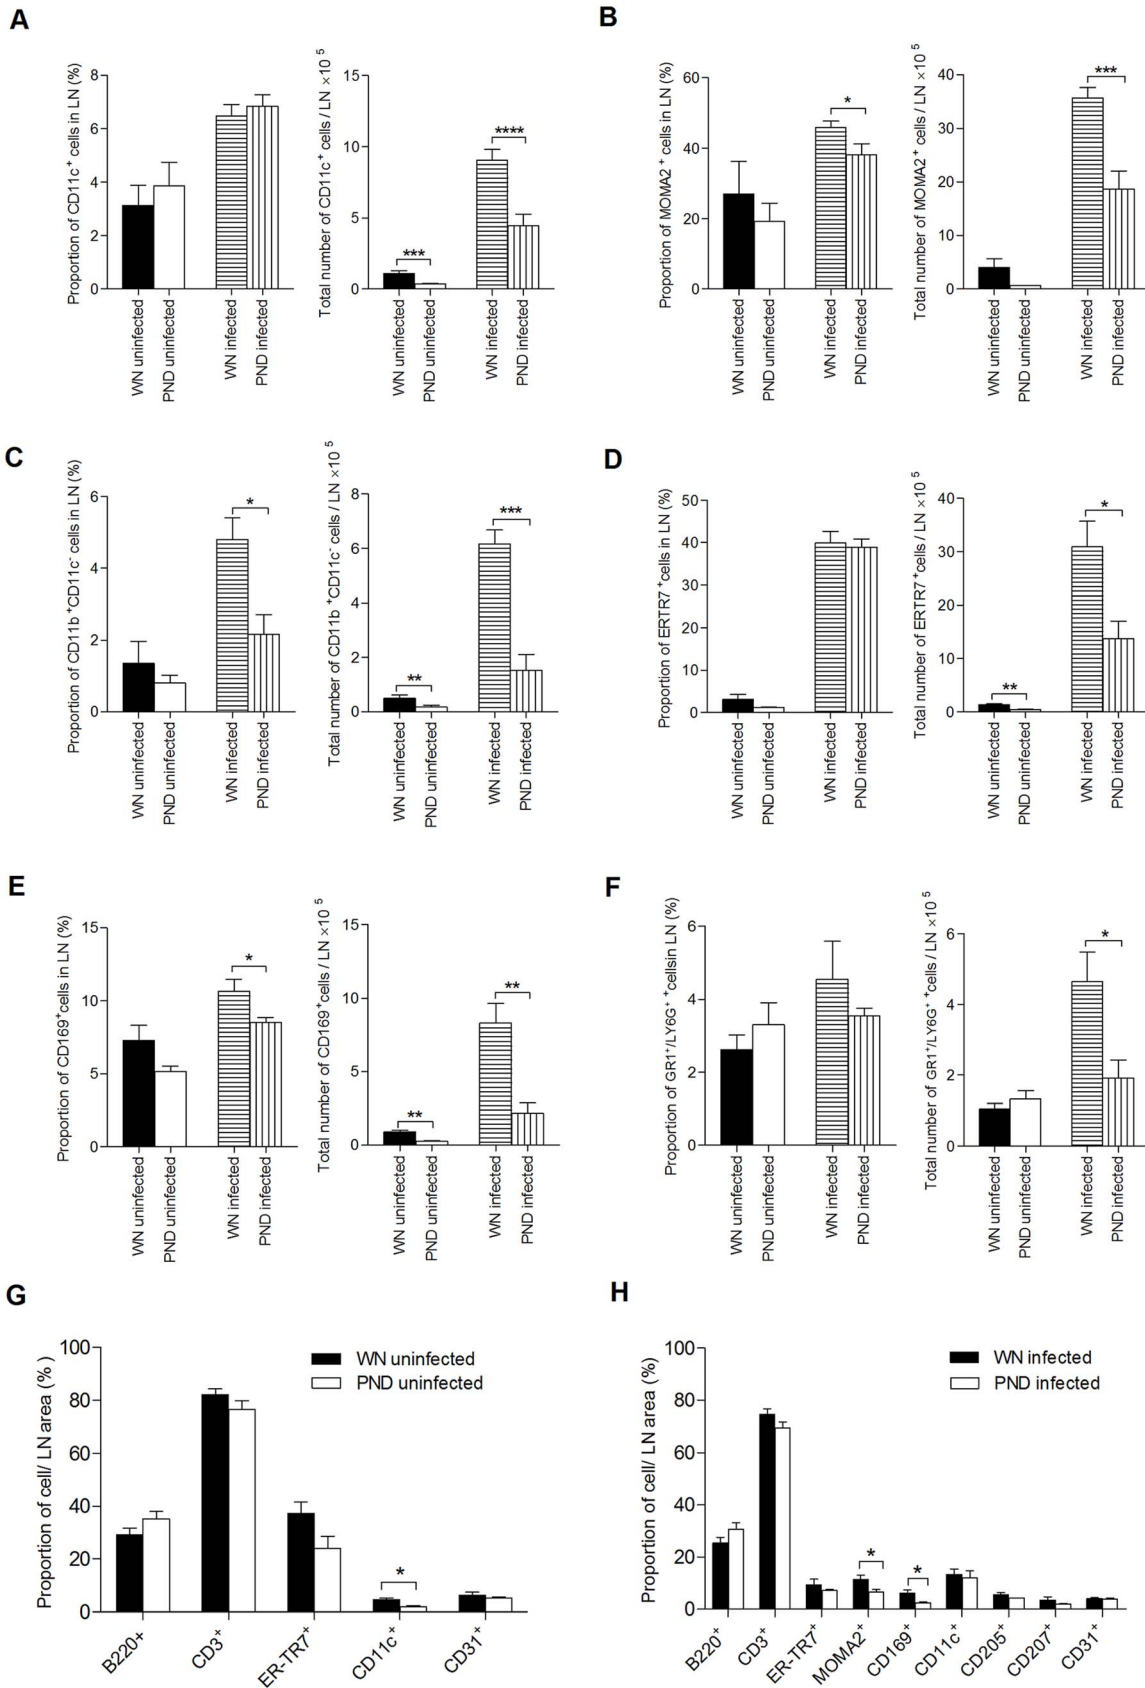 A
Proportion of CD11c + cells in LN (%)
8
6
4
2
0
WN uninfected
PND uninfected
WN infected
PND infected
Total number of CD11c + cells / LN ×10 5
15
10
5
0
***
****
WN uninfected
PND uninfected
WN infected
PND infected
B
Proportion of MOMA2 + cells in LN (%)
60
40
20
0
*
WN uninfected
PND uninfected
WN infected
PND infected
Total number of MOMA2 + cells / LN ×10 5
40
30
20
10
0
***
WN uninfected
PND uninfected
WN infected
PND infected
C
Proportion of CD11b +CD11c- cells in LN (%)
6
4
2
0
*
WN uninfected
PND uninfected
WN infected
PND infected
Total number of CD11b +CD11c- cells / LN ×10 5
8
6
4
2
0
**
***
WN uninfected
PND uninfected
WN infected
PND infected
D
Proportion of ERTR7 +cells in LN (%)
50
40
30
20
10
0
WN uninfected
PND uninfected
WN infected
PND infected
Total number of ERTR7 +cells / LN ×10 5
40
30
20
10
0
**
*
WN uninfected
PND uninfected
WN infected
PND infected
E
Proportion of CD169+cells in LN (%)
15
10
5
0
*
WN uninfected
PND uninfected
WN infected
PND infected
Total number of CD169+cells / LN ×10 5
15
10
5
0
**
**
WN uninfected
PND uninfected
WN infected
PND infected
F
Proportion of GR1+/LY6G+ +cellsin LN (%)
6
4
2
0
WN uninfected
PND uninfected
WN infected
PND infected
Total number of GR1+/LY6G+ +cells / LN ×10 5
6
4
2
0
*
WN uninfected
PND uninfected
WN infected
PND infected
G
Proportion of cell/ LN area (% )
100
80
60
40
20
0
WN uninfected
PND uninfected
*
B220+
CD3+
ER-TR7+
CD11c+
CD31+
H
Proportion of cell/ LN area (%)
100
80
60
40
20
0
WN infected
PND infected
*
*
B220+
CD3+
ER-TR7+
MOMA2+
CD169+
CD11c+
CD205+
CD207+
CD31+